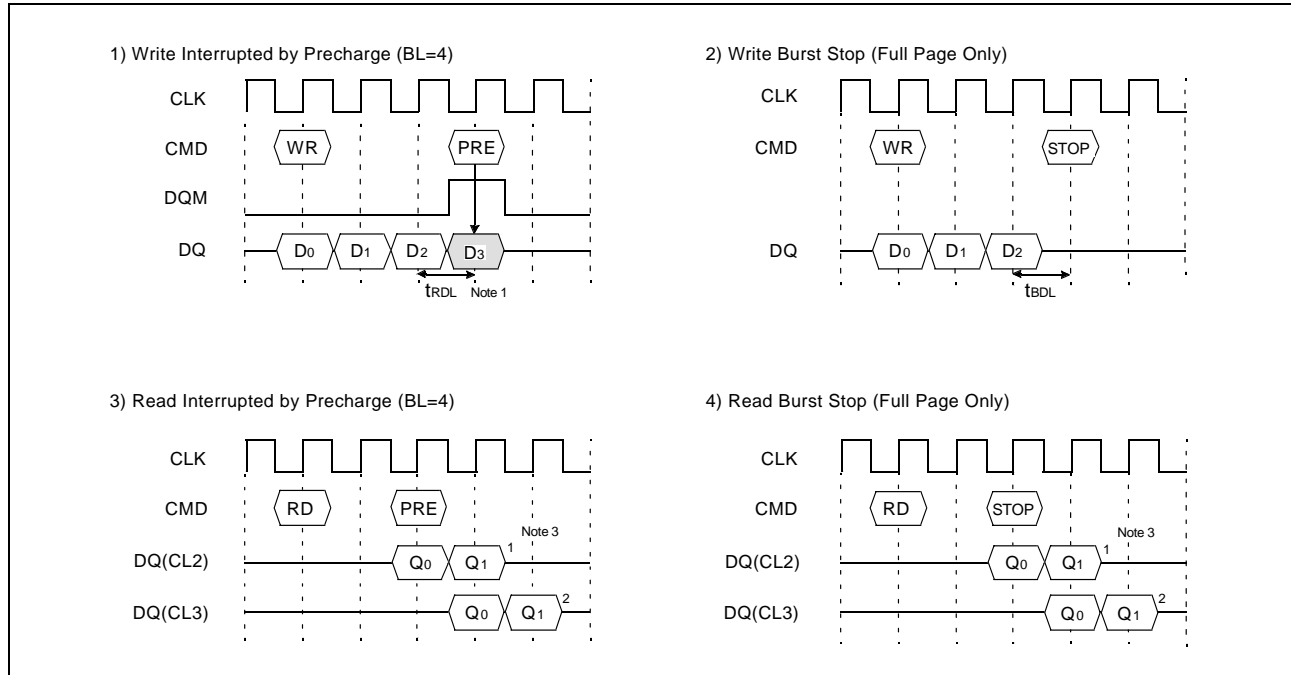 1) Write Interrupted by Precharge (BL=4)
CLK
CMD WR PRE
DQM
DQ D0 D1 D2 D3
tRDL Note 1
2) Write Burst Stop (Full Page Only)
CLK
CMD WR STOP
DQ D0 D1 D2
tBDL
3) Read Interrupted by Precharge (BL=4)
CLK
CMD RD PRE
Note 3
DQ(CL2) Q0 Q1 1
DQ(CL3) Q0 Q1 2
4) Read Burst Stop (Full Page Only)
CLK
CMD RD STOP
Note 3
DQ(CL2) Q0 Q1 1
DQ(CL3) Q0 Q1 2